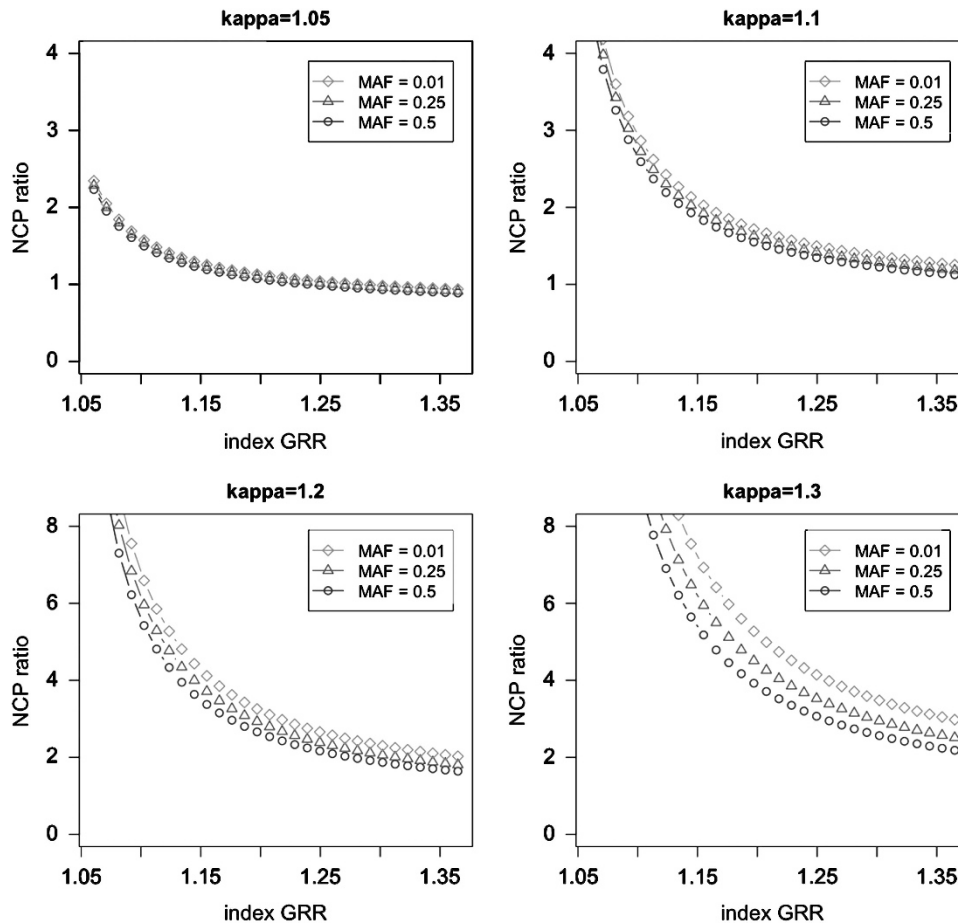 kappa=1.05
4
3
2
1
0
NCP ratio
MAF = 0.01
MAF = 0.25
MAF = 0.5
1.05
1.15
1.25
1.35
index GRR
kappa=1.1
4
3
2
1
0
NCP ratio
MAF = 0.01
MAF = 0.25
MAF = 0.5
1.05
1.15
1.25
1.35
index GRR
kappa=1.2
8
6
4
2
0
NCP ratio
MAF = 0.01
MAF = 0.25
MAF = 0.5
1.05
1.15
1.25
1.35
index GRR
kappa=1.3
8
6
4
2
0
NCP ratio
MAF = 0.01
MAF = 0.25
MAF = 0.5
1.05
1.15
1.25
1.35
index GRR